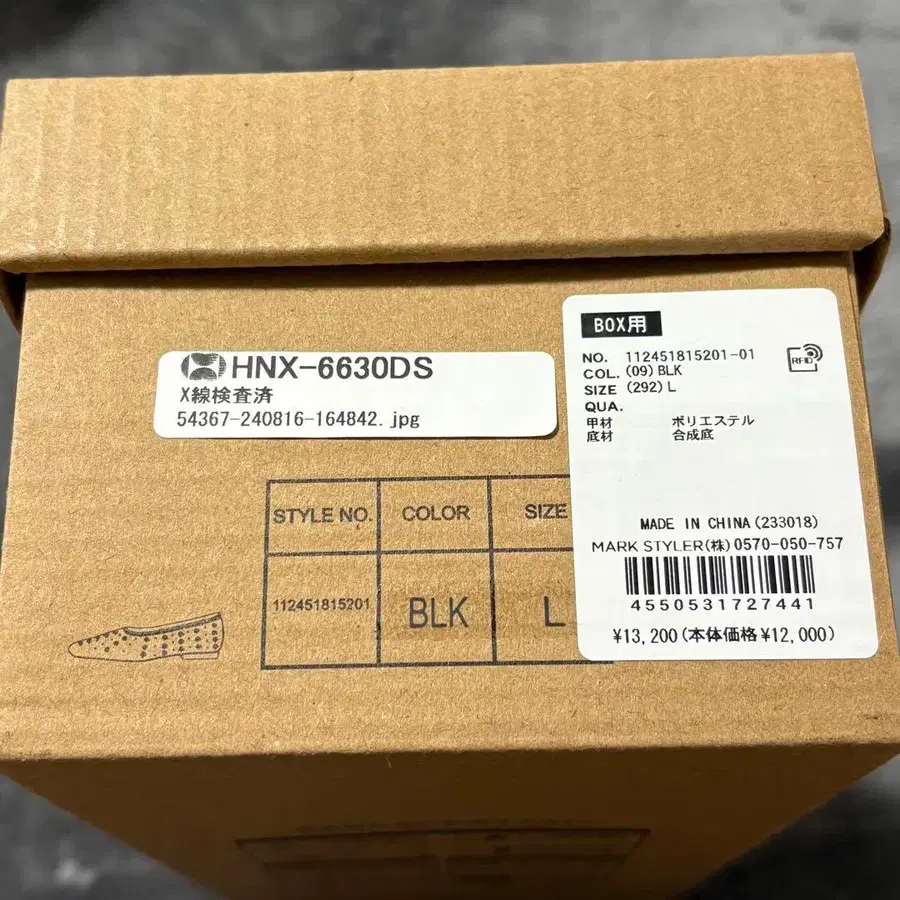 HNX-6630DS
X線検査済
54367-240816-164842.jpg
BOX用
NO. 112451815201-01
COL. (09) BLK
SIZE (292) L
QUA.
甲材 ポリエステル
底材 合成底
RFID
MADE IN CHINA (233018)
MARK STYLER(株) 0570-050-757
4550531727441
¥13,200(本体価格¥12,000)
STYLE NO. COLOR SIZE
112451815201 BLK L